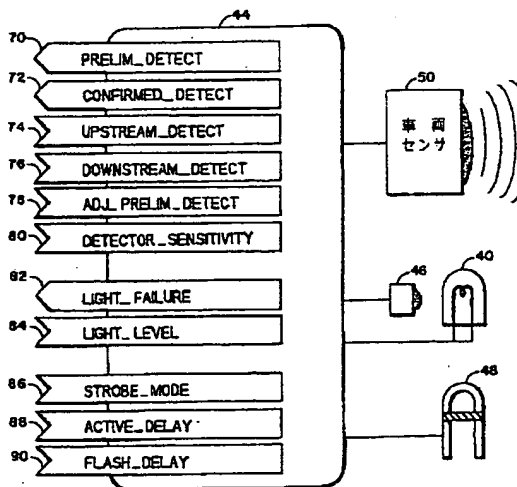 44
70
PRELIM_DETECT
72
CONFIRMED_DETECT
74
UPSTREAM_DETECT
76
DOWNSTREAM_DETECT
78
ADJ_PRELIM_DETECT
80
DETECTOR_SENSITIVITY
82
LIGHT_FAILURE
84
LIGHT_LEVEL
86
STROBE_MODE
88
ACTIVE_DELAY
90
FLASH_DELAY
50
車両
センサ
46
40
48